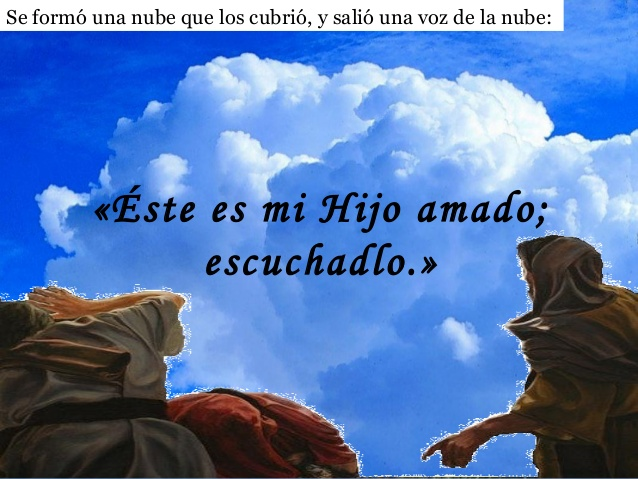 Se formó una nube que los cubrió, y salió una voz de la nube:
«Éste es mi Hijo amado;
escuchadlo.»